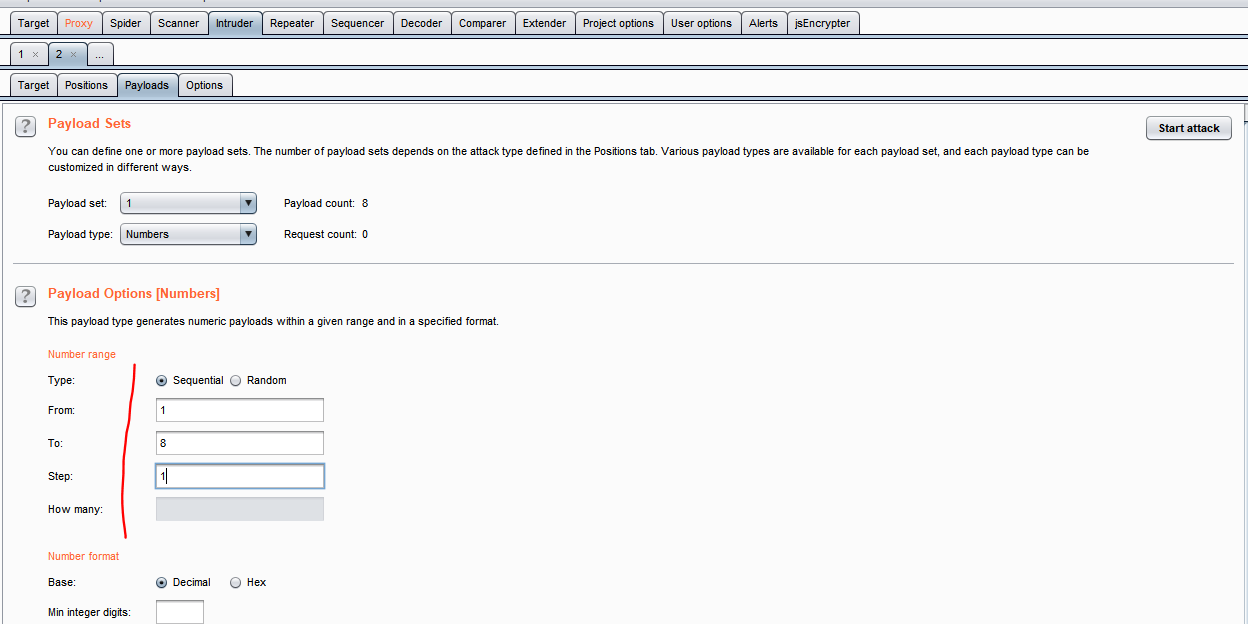 Target Proxy Spider Scanner Intruder Repeater Sequencer Decoder Comparer Extender Project options User options Alerts jsEncrypter
1 × 2 × ...
Target Positions Payloads Options
? Payload Sets Start attack
You can define one or more payload sets. The number of payload sets depends on the attack type defined in the Positions tab. Various payload types are available for each payload set, and each payload type can be
customized in different ways.
Payload set: 1 Payload count: 8
Payload type: Numbers Request count: 0
? Payload Options [Numbers]
This payload type generates numeric payloads within a given range and in a specified format.
Number range
Type: Sequential Random
From: 1
To: 8
Step: 1
How many:
Number format
Base: Decimal Hex
Min integer digits: